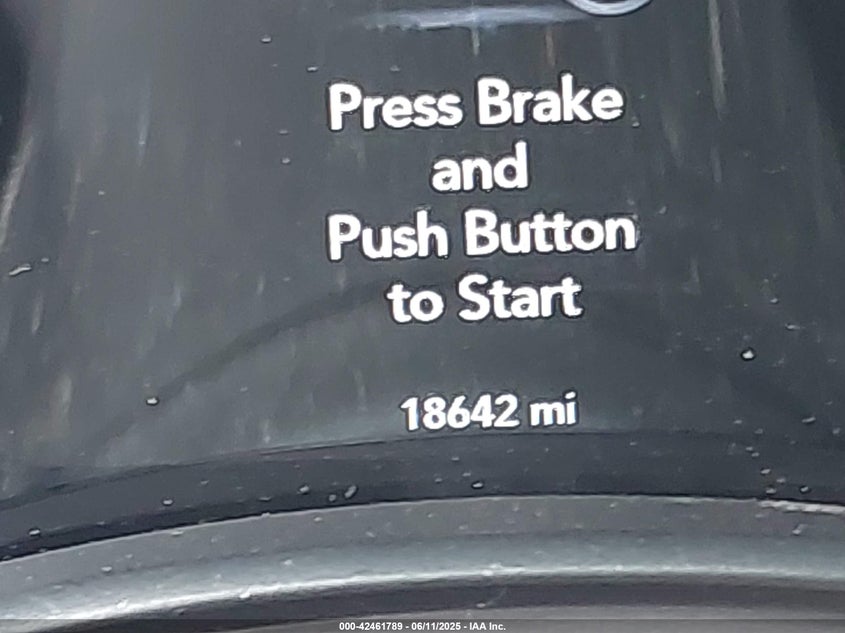 Press Brake
and
Push Button
to Start
18642 mi
000-42461789 - 06/11/2025 - IAA Inc.